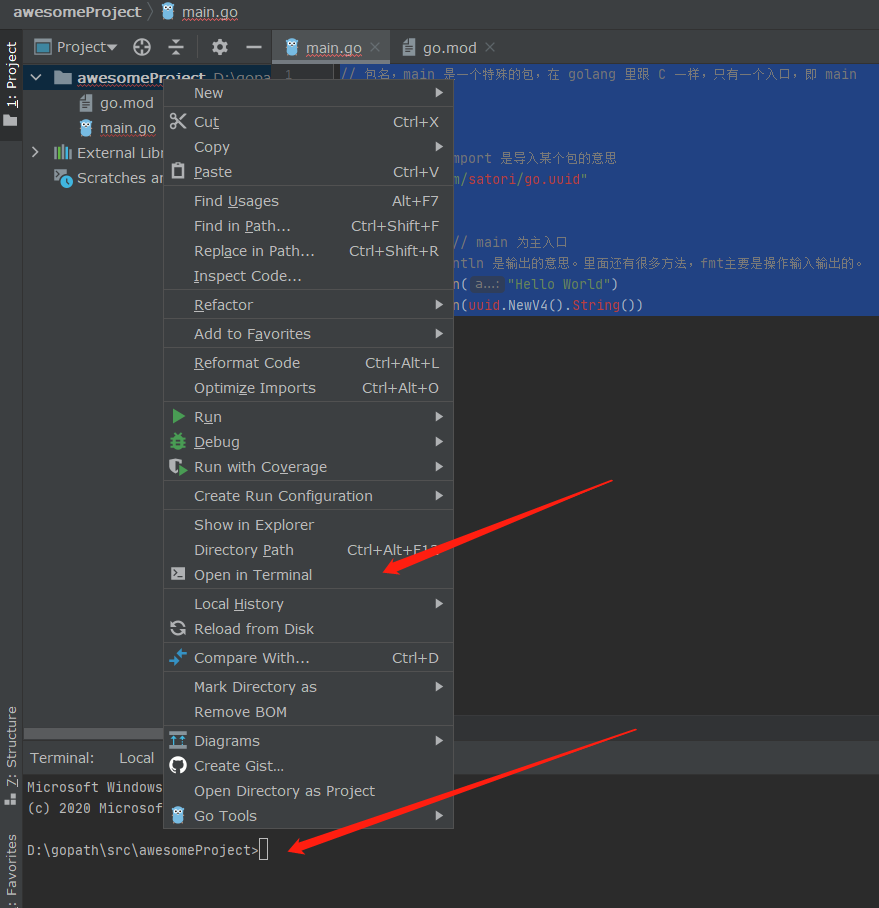 awesomeProject main.go
Project
main.go
go.mod
1: Project
awesomeProject D:\gopa
go.mod
main.go
External Lib
Scratches a
1
// 包名，main 是一个特殊的包，在 golang 里跟 C 一样，只有一个入口，即 main
mport 是导入某个包的意思
m/satori/go.uuid"
// main 为主入口
ntln 是输出的意思。里面还有很多方法，fmt主要是操作输入输出的。
n( a...: "Hello World")
n(uuid.NewV4().String())
New
Cut Ctrl+X
Copy
Paste Ctrl+V
Find Usages Alt+F7
Find in Path... Ctrl+Shift+F
Replace in Path... Ctrl+Shift+R
Inspect Code...
Refactor
Add to Favorites
Reformat Code Ctrl+Alt+L
Optimize Imports Ctrl+Alt+O
Run
Debug
Run with Coverage
Create Run Configuration
Show in Explorer
Directory Path Ctrl+Alt+F12
Open in Terminal
Local History
Reload from Disk
Compare With... Ctrl+D
Mark Directory as
Remove BOM
Diagrams
Create Gist...
Open Directory as Project
Go Tools
Z: Structure
Favorites
Terminal: Local
Microsoft Windows
(c) 2020 Microsof
D:\gopath\src\awesomeProject>